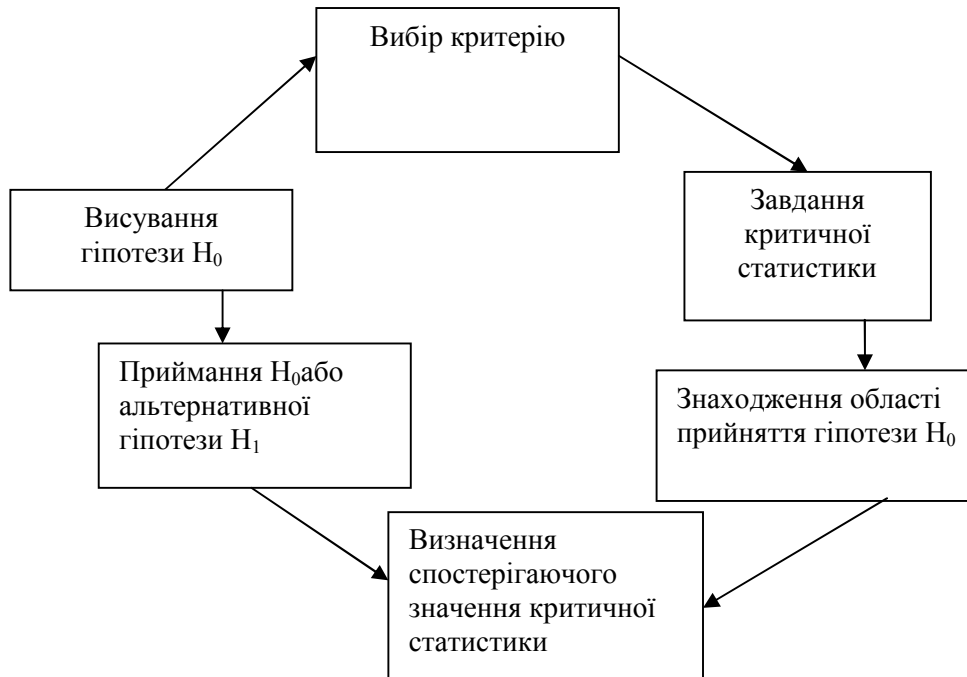 Вибір критерію
Висування
гіпотези H₀
Завдання
критичної
статистики
Приймання H₀або
альтернативної
гіпотези H₁
Знаходження області
прийняття гіпотези H₀
Визначення
спостерігаючого
значення критичної
статистики